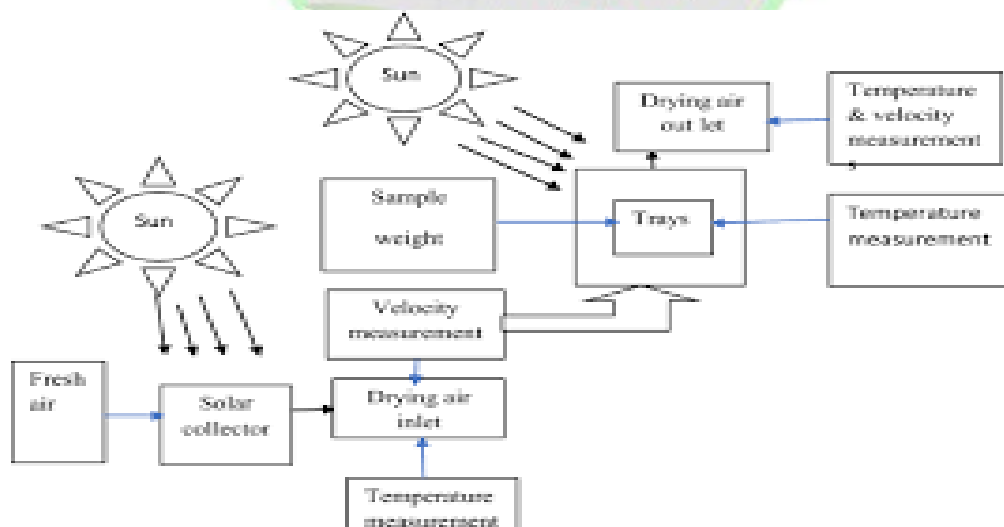 Sun
Drying air
out let
Temperature
& velocity
measurement
s
Sun
Sample
weight
Trays
Temperature
measurement
Velocity
measurement
Fresh
air
Solar
collector
Drying air
inlet
Temperature
measurement